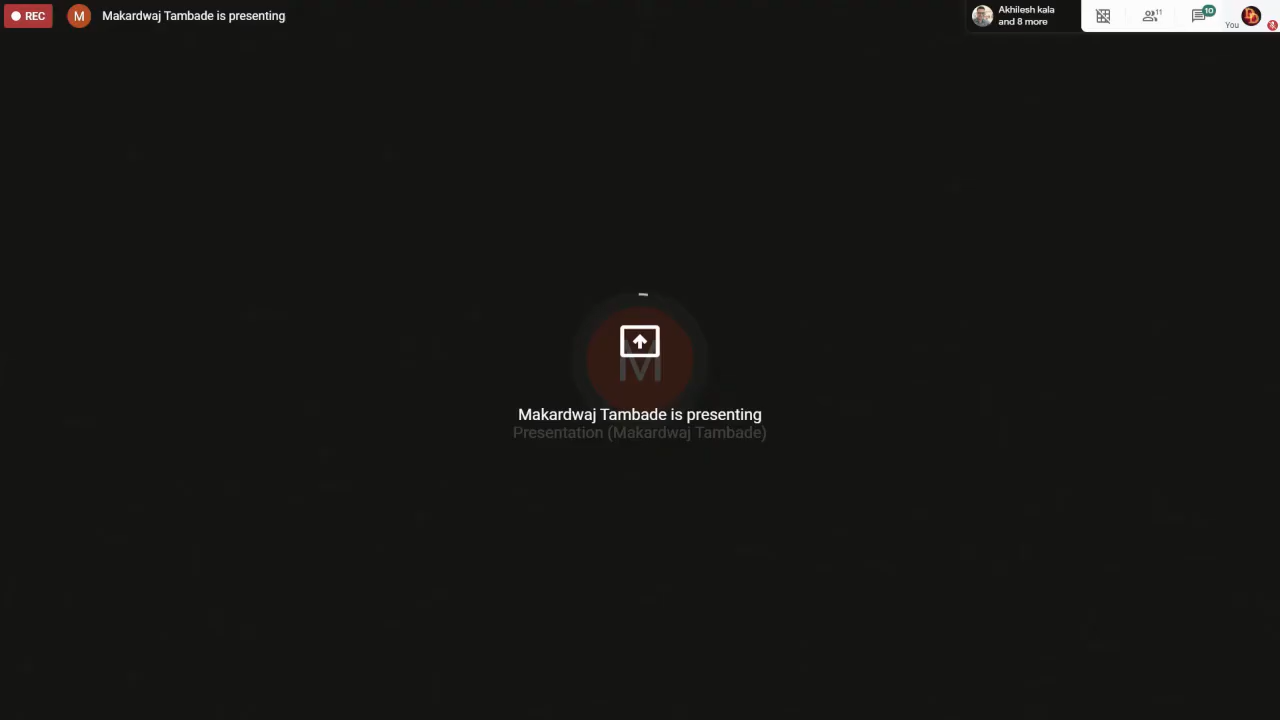 REC
M
Makardwaj Tambade is presenting
Akhilesh kala
and 8 more
11
10
You
M
Makardwaj Tambade is presenting
Presentation (Makardwaj Tambade)